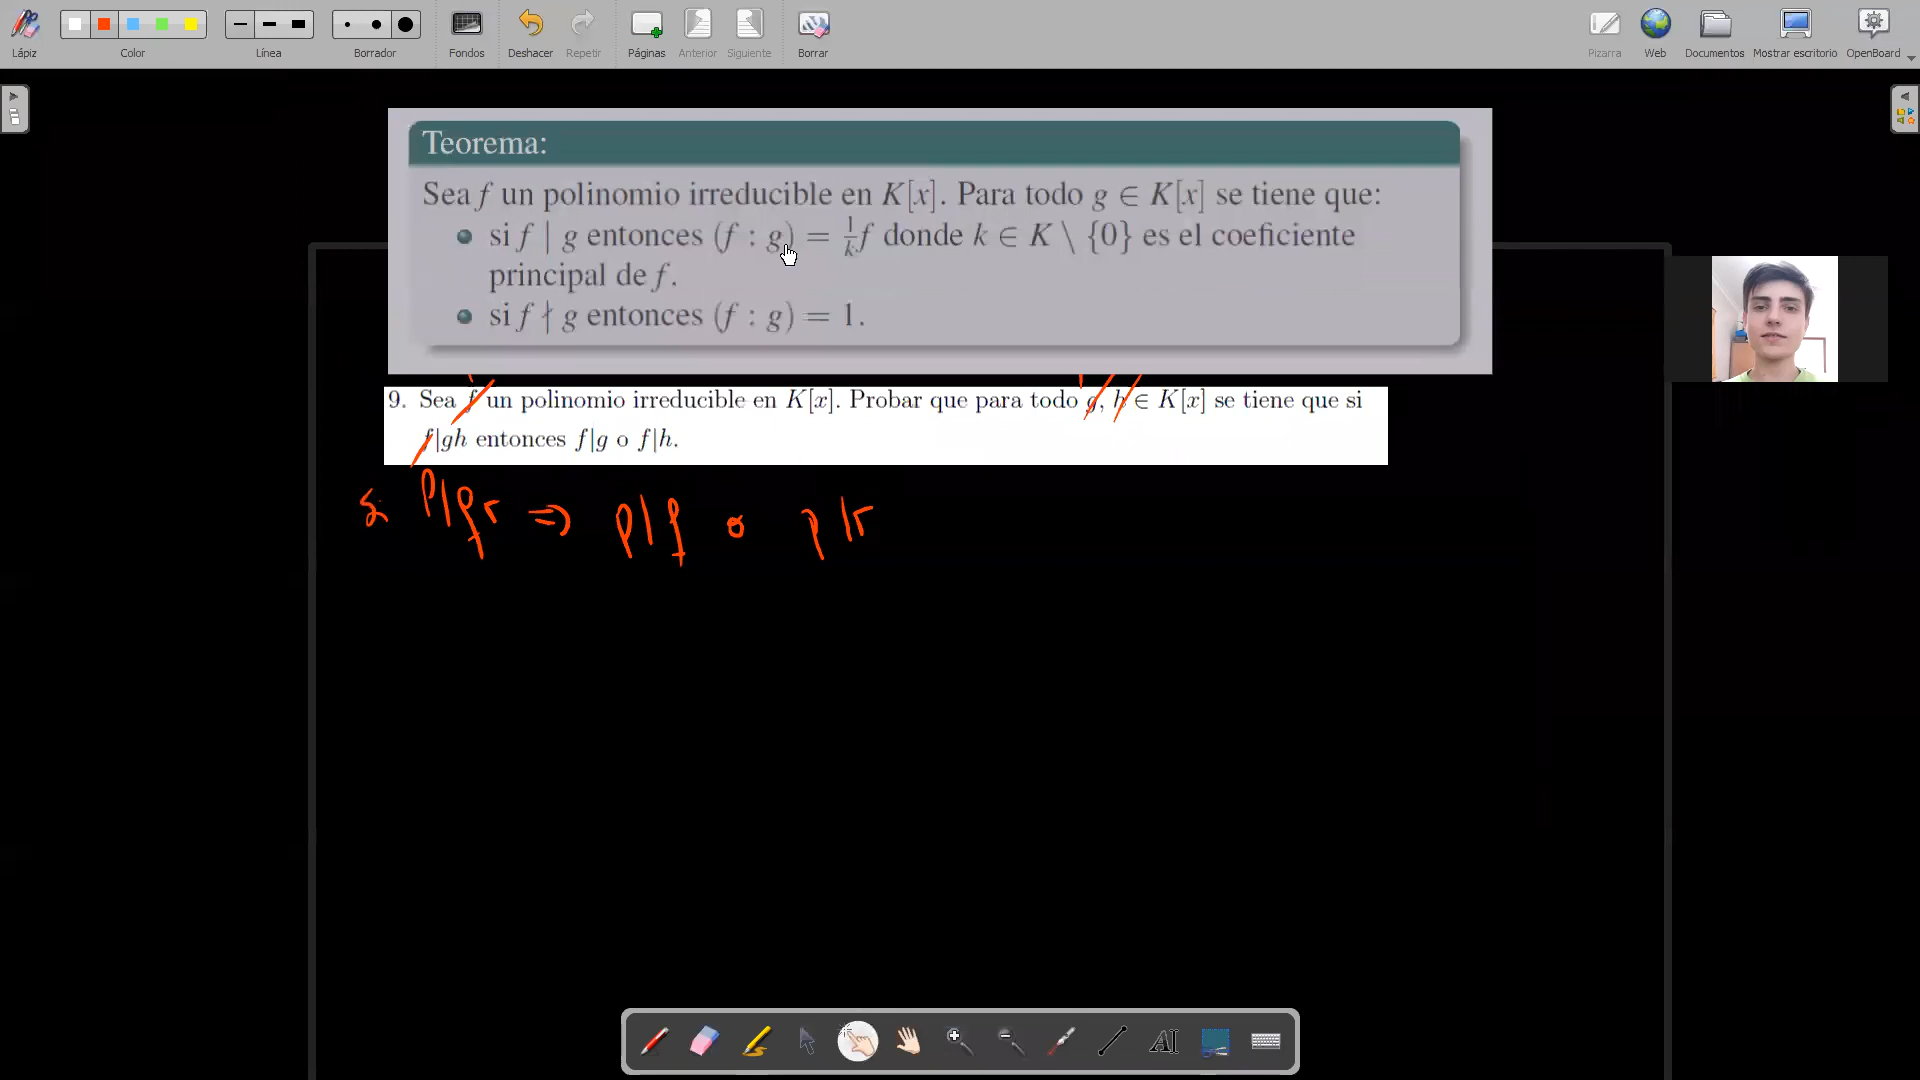 Lápiz Color Línea Borrador Fondos Deshacer Repetir Páginas Anterior Siguiente Borrar Pizarra Web Documentos Mostrar escritorio OpenBoard
Teorema:
Sea f un polinomio irreducible en K[x]. Para todo g ∈ K[x] se tiene que:
si f | g entonces (f : g) = 1/k f donde k ∈ K \ {0} es el coeficiente
principal de f.
si f ∤ g entonces (f : g) = 1.
9. Sea f un polinomio irreducible en K[x]. Probar que para todo g, h ∈ K[x] se tiene que si
f|gh entonces f|g o f|h.
Si P|qr ⇒ p|q o p|r
AI